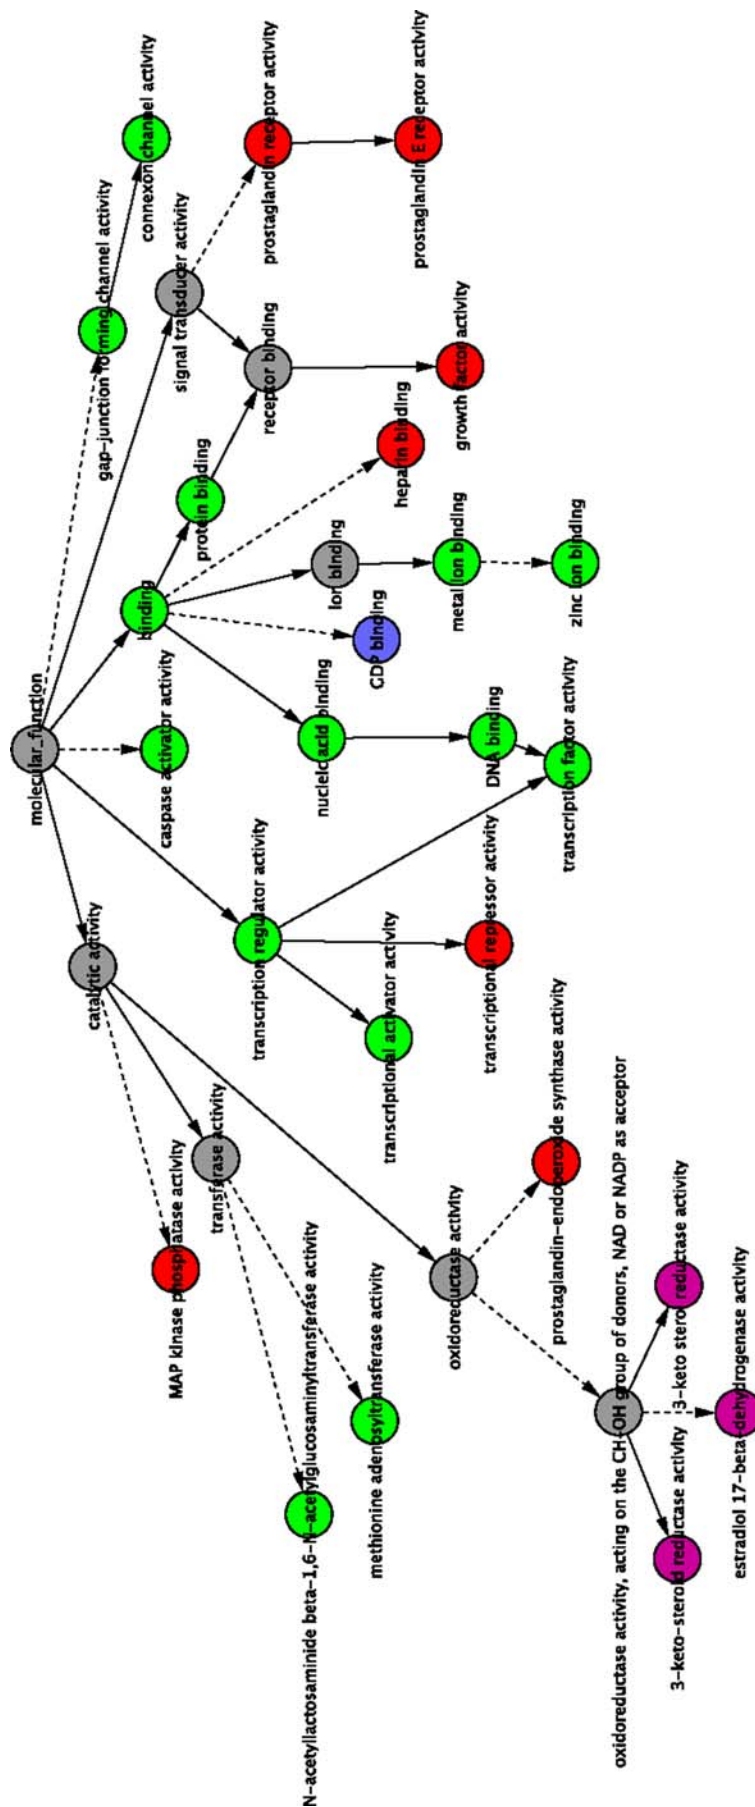 molecular_function
catalytic activity
caspase activator activity
binding
gap-junction forming channel activity
connexon channel activity
signal transducer activity
protein binding
MAP kinase phosphatase activity
transferase activity
transcription regulator activity
receptor binding
prostaglandin receptor activity
N-acetyllactosaminide beta-1,6-N-acetylglucosaminyltransferase activity
nucleic acid binding
ion binding
methionine adenosyltransferase activity
transcriptional activator activity
GDP binding
heparin binding
prostaglandin E receptor activity
oxidoreductase activity
metal ion binding
growth factor activity
transcriptional repressor activity
DNA binding
prostaglandin-endoperoxide synthase activity
transcription factor activity
zinc ion binding
oxidoreductase activity, acting on the CH-OH group of donors, NAD or NADP as acceptor
3-keto-steroid reductase activity
3-keto sterol reductase activity
estradiol 17-beta-dehydrogenase activity